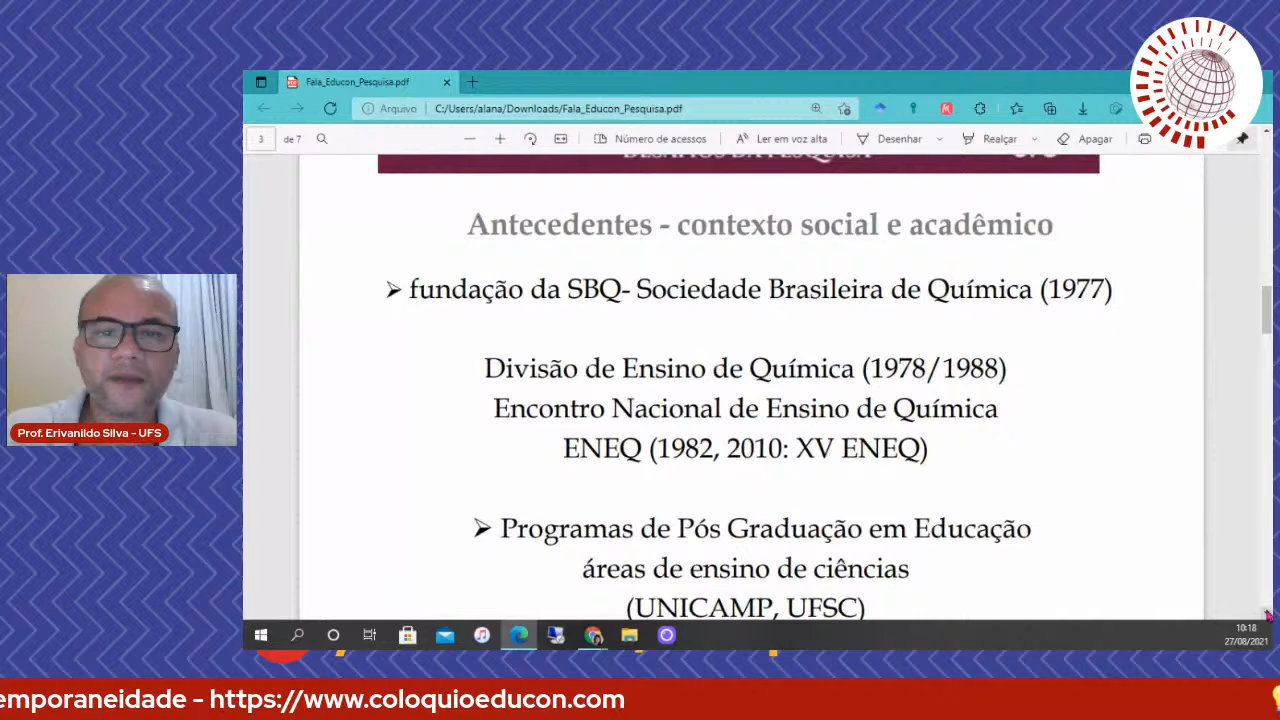 Fala_Educon_Pesquisa.pdf
Arquivo
C:/Users/alana/Downloads/Fala_Educon_Pesquisa.pdf
3 de 7
Número de acessos
Ler em voz alta
Desenhar
Realçar
Apagar
DESAFIOS DA PESQUISA
Antecedentes - contexto social e acadêmico
➢ fundação da SBQ- Sociedade Brasileira de Química (1977)
Divisão de Ensino de Química (1978/1988)
Encontro Nacional de Ensino de Química
ENEQ (1982, 2010: XV ENEQ)
➢ Programas de Pós Graduação em Educação
áreas de ensino de ciências
(UNICAMP, UFSC)
Prof. Erivanildo Silva - UFS
10:18
27/08/2021
emporaneidade - https://www.coloquioeducon.com